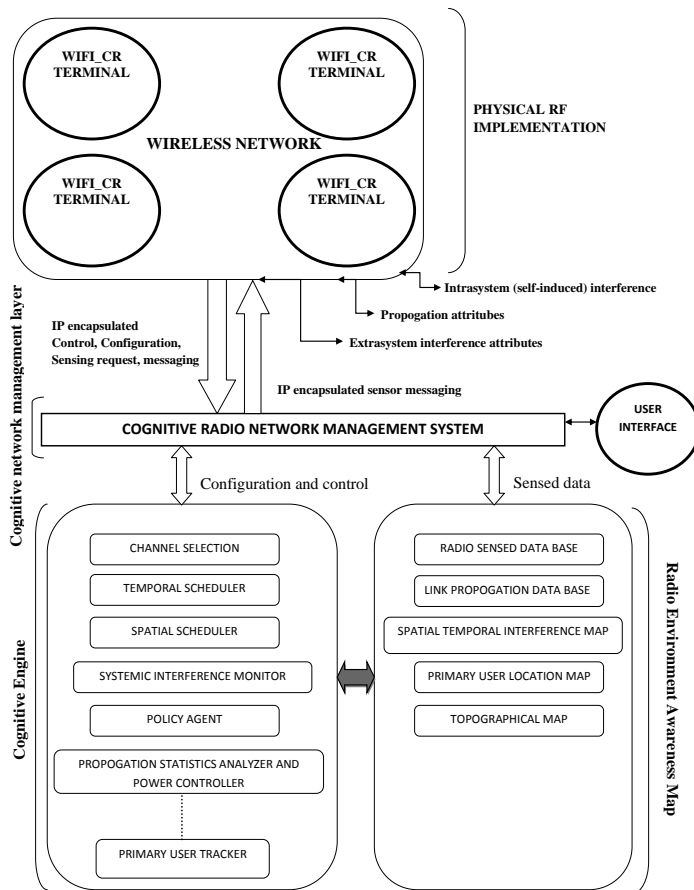 WIFI_CR
TERMINAL
WIFI_CR
TERMINAL
WIRELESS NETWORK
WIFI_CR
TERMINAL
WIFI_CR
TERMINAL
PHYSICAL RF
IMPLEMENTATION
Intrasystem (self-induced) interference
Propogation attritubes
Extrasystem interference attributes
IP encapsulated
Control, Configuration,
Sensing request, messaging
IP encapsulated sensor messaging
Cognitive network management layer
COGNITIVE RADIO NETWORK MANAGEMENT SYSTEM
USER
INTERFACE
Configuration and control
Sensed data
Cognitive Engine
CHANNEL SELECTION
TEMPORAL SCHEDULER
SPATIAL SCHEDULER
SYSTEMIC INTERFERENCE MONITOR
POLICY AGENT
PROPOGATION STATISTICS ANALYZER AND
POWER CONTROLLER
PRIMARY USER TRACKER
RADIO SENSED DATA BASE
LINK PROPOGATION DATA BASE
SPATIAL TEMPORAL INTERFERENCE MAP
PRIMARY USER LOCATION MAP
TOPOGRAPHICAL MAP
Radio Environment Awareness Map